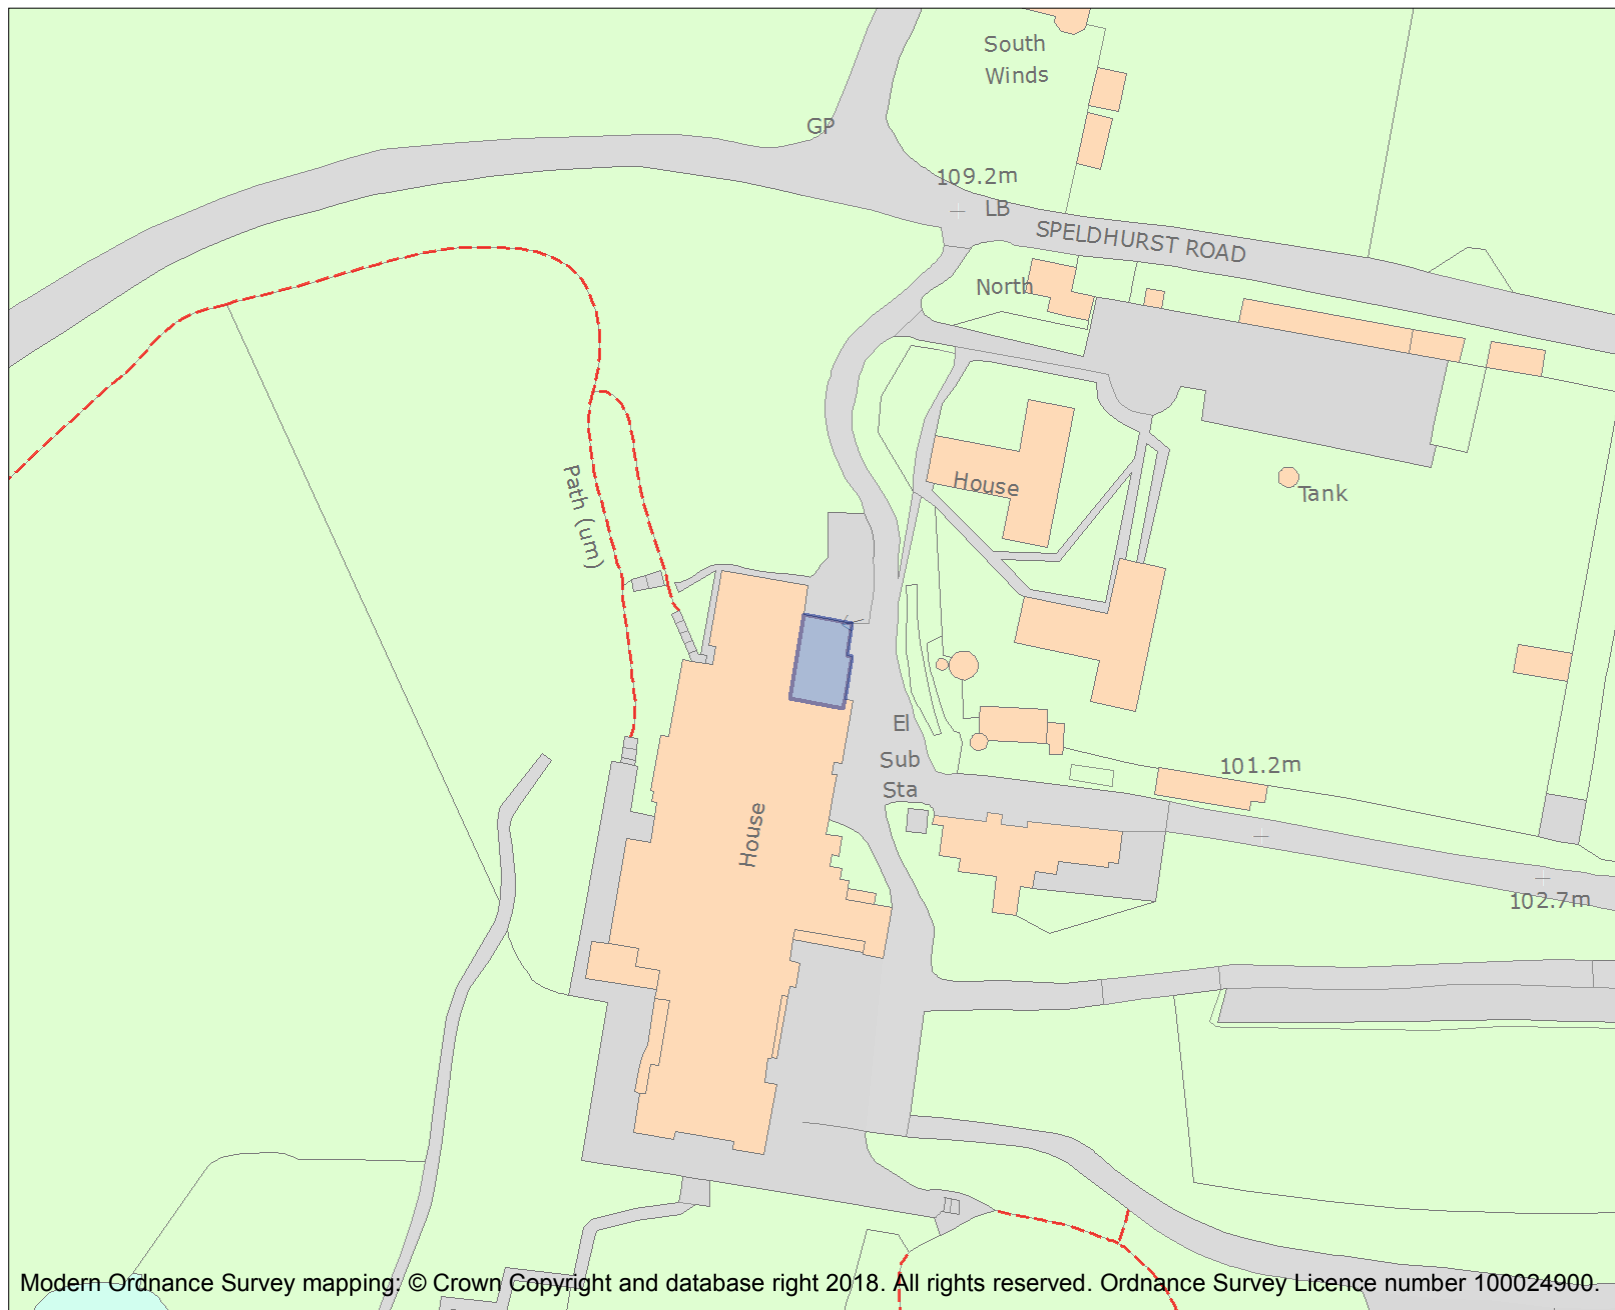 South
Winds
GP
109.2m
LB
SPELDHURST ROAD
North
House
Tank
Path (um)
El
Sub
Sta
101.2m
House
102.7m
Modern Ordnance Survey mapping: © Crown Copyright and database right 2018. All rights reserved. Ordnance Survey Licence number 100024900.